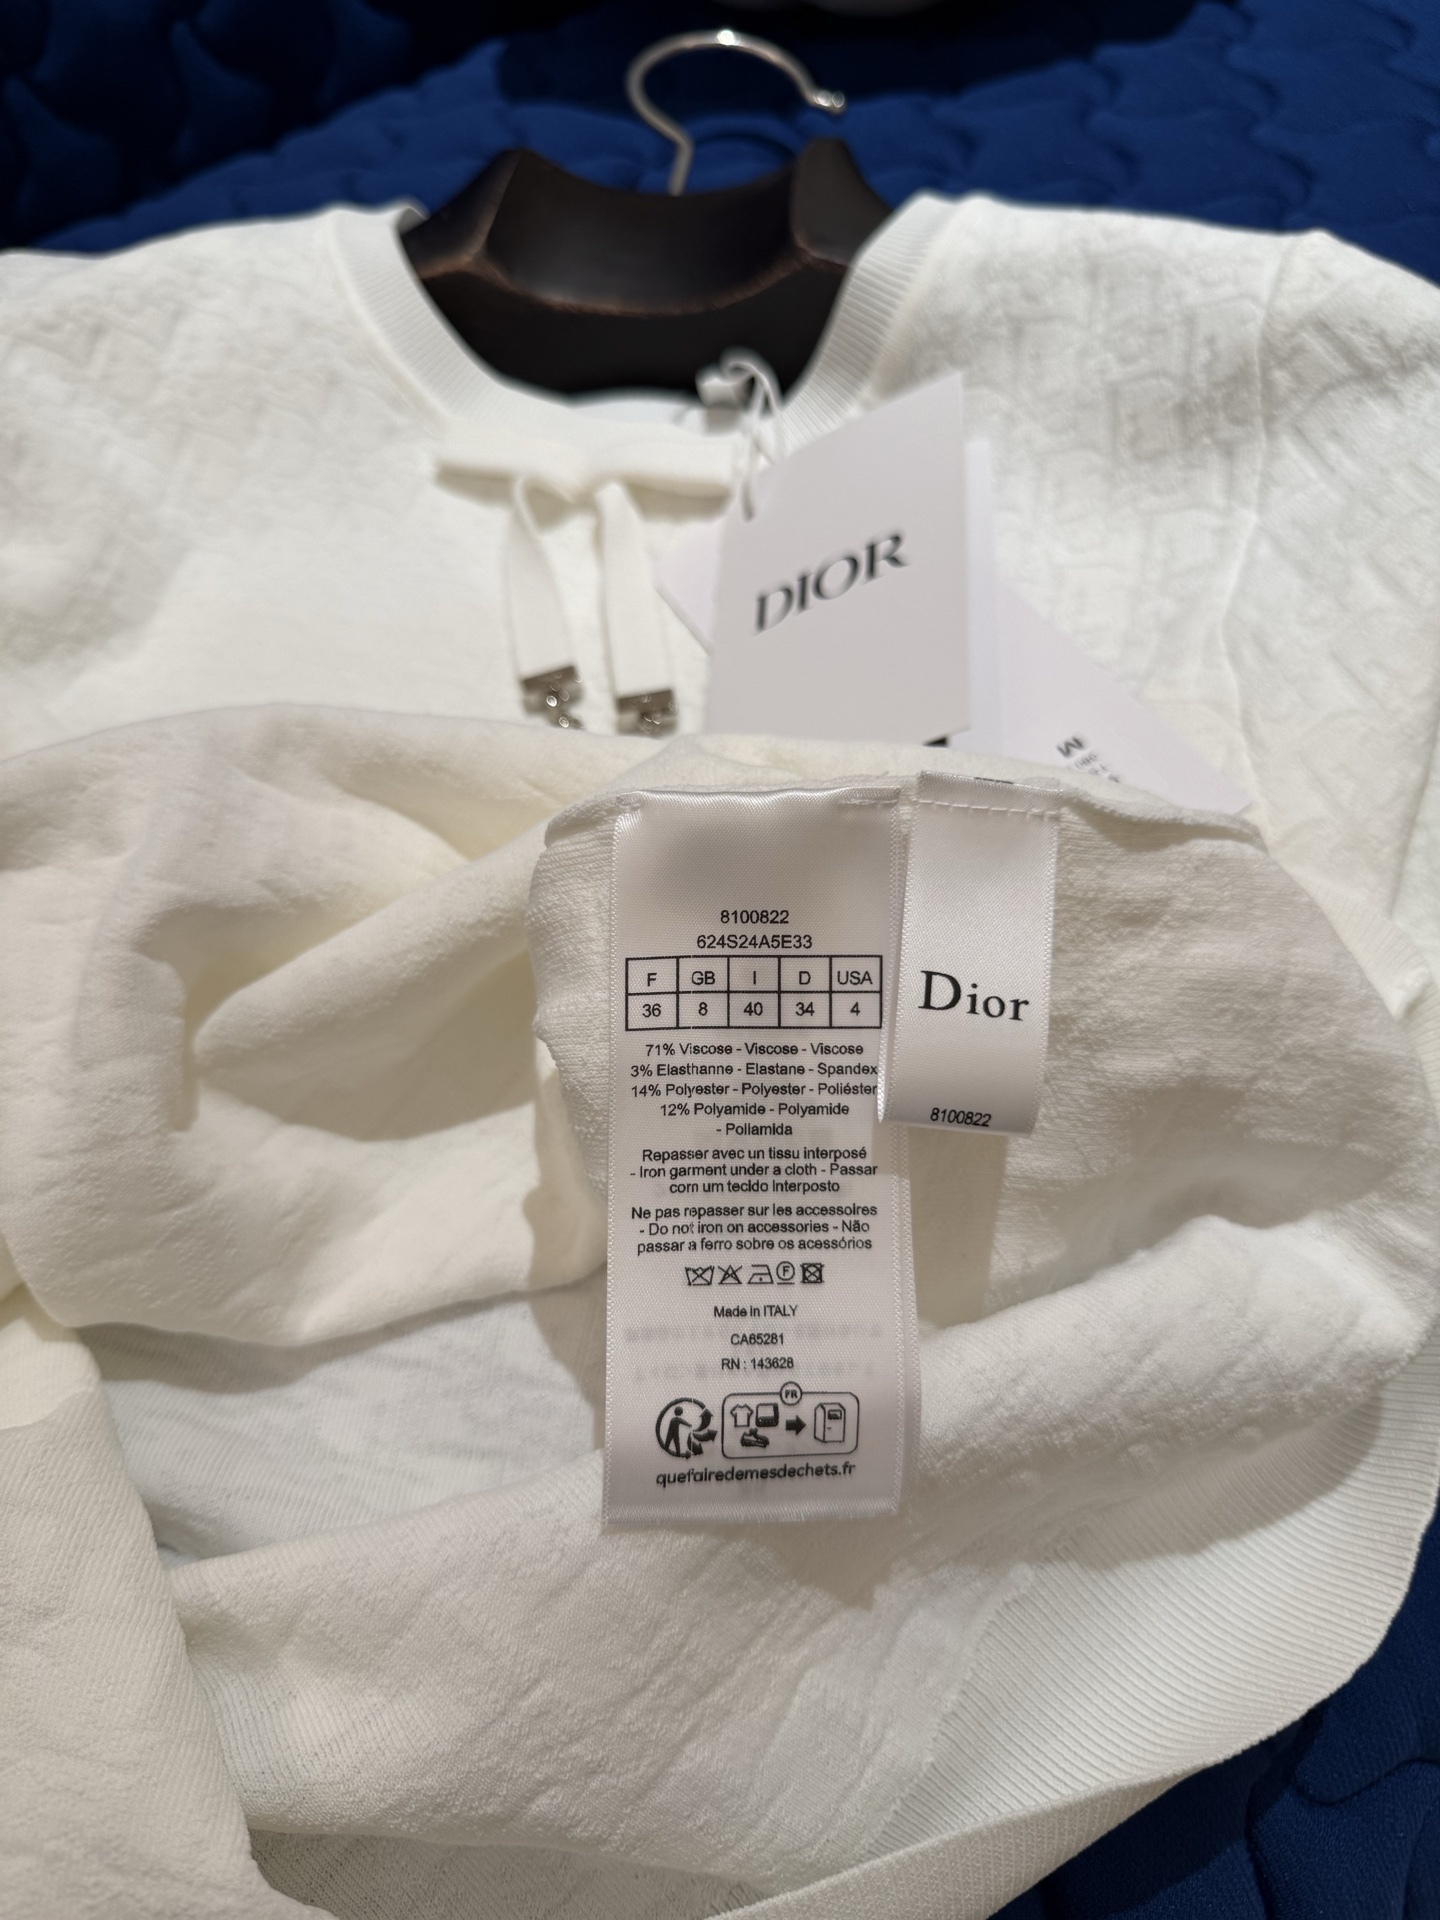 DIOR
8100822
624S24A5E33
F GB I D USA
36 8 40 34 4
71% Viscose - Viscose - Viscose
3% Elasthanne - Elastane - Spandex
14% Polyester - Polyester - Poliéster
12% Polyamide - Polyamide
- Poliamida
Repasser avec un tissu interposé
- Iron garment under a cloth - Passar
com um tecido interposto
Ne pas repasser sur les accessoires
- Do not iron on accessories - Não
passar a ferro sobre os acessórios
F
Made in ITALY
CA65281
RN : 143628
FR
quefairedemesdechets.fr
Dior
8100822